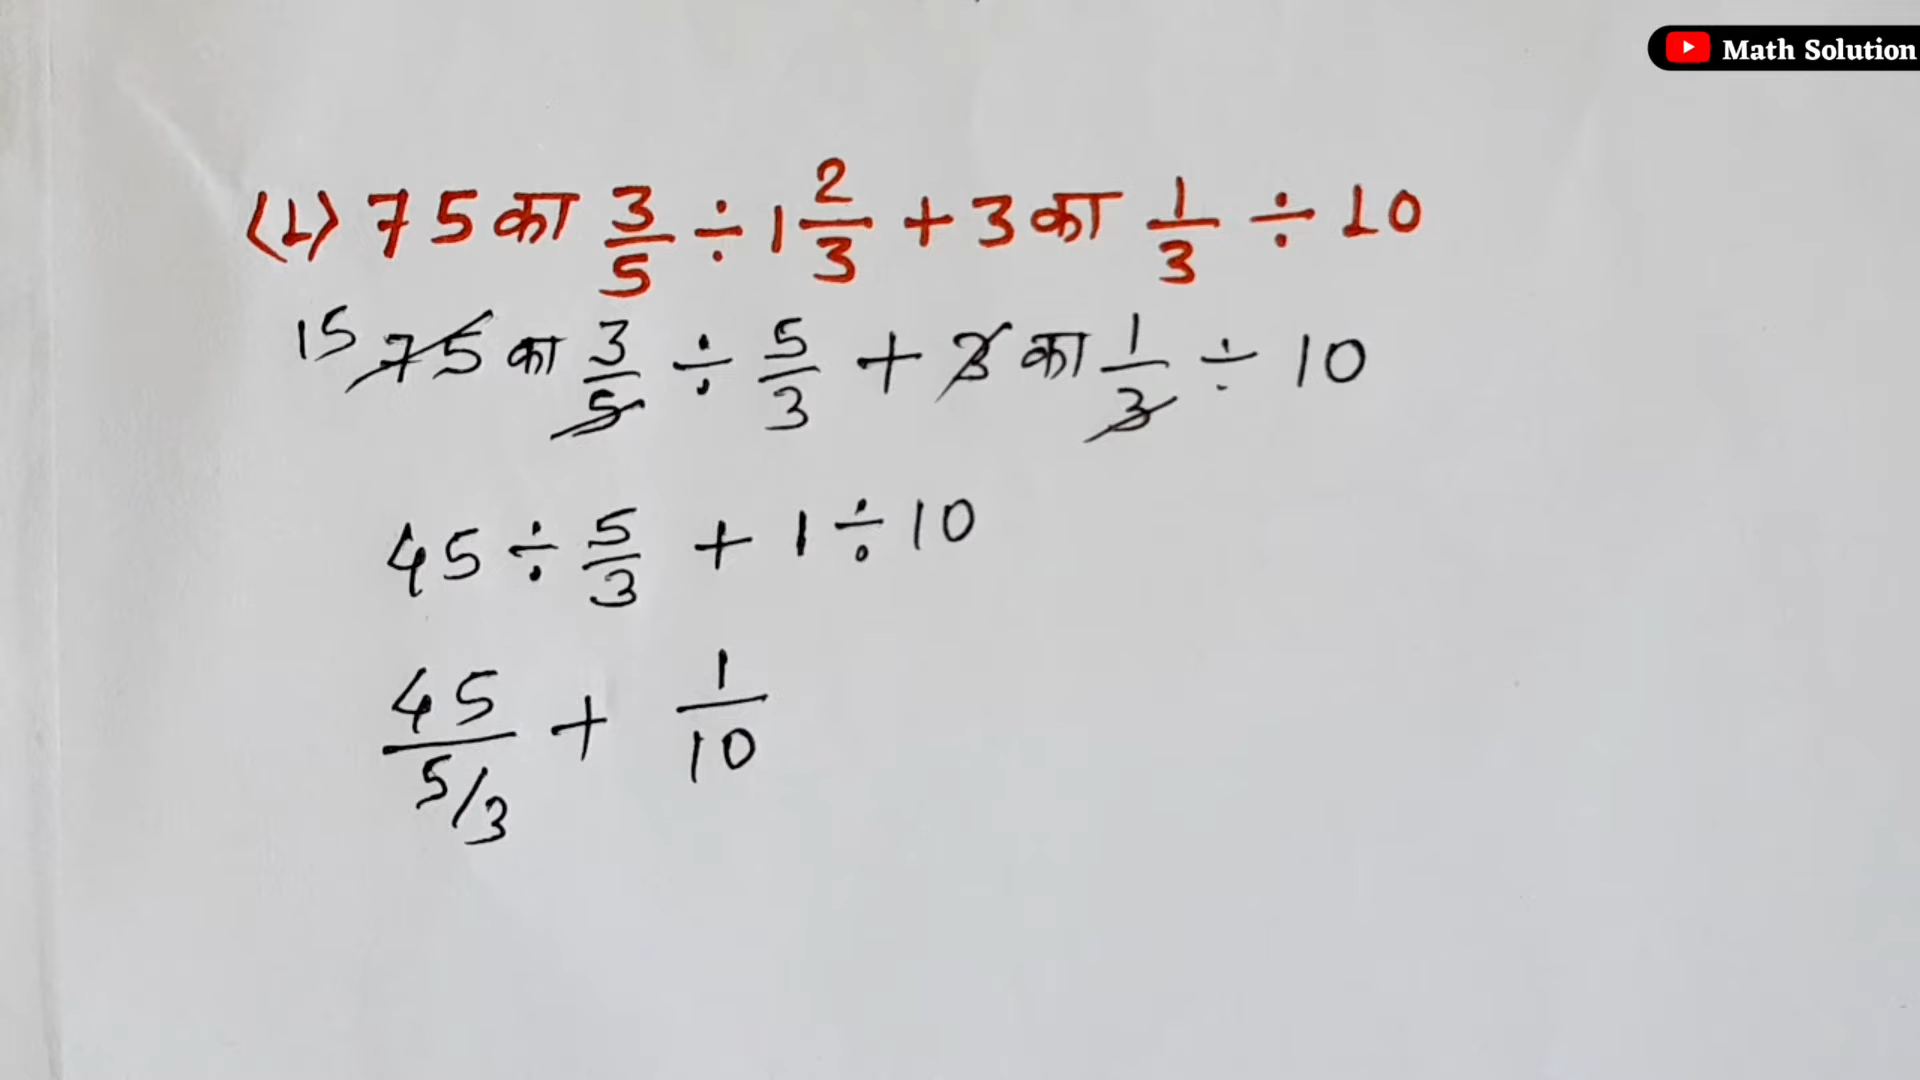 Math Solution
(1) 75 का 3/5 ÷ 1 2/3 + 3 का 1/3 ÷ 10
15 75 का 3/5 ÷ 5/3 + 3 का 1/3 ÷ 10
45 ÷ 5/3 + 1 ÷ 10
45/(5/3) + 1/10